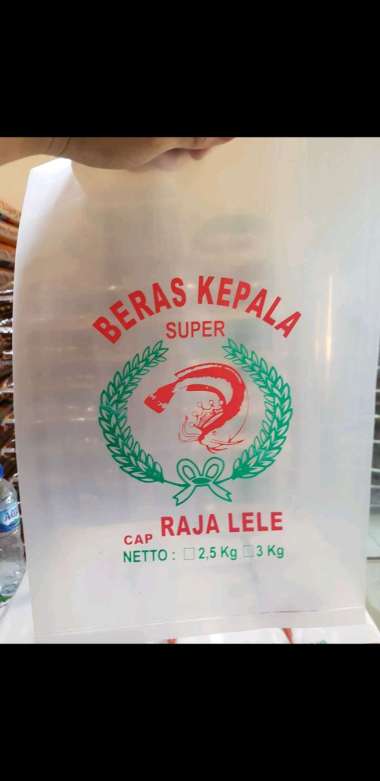 BERAS KEPALA
SUPER
CAP RAJA LELE
NETTO : 2,5 Kg 3 Kg